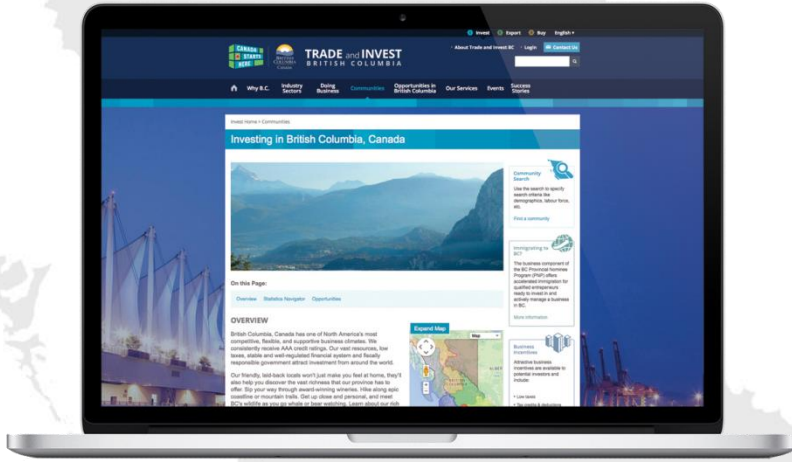 Invest Export Buy English
CANADA
STARTS
HERE
BRITISH
COLUMBIA
TRADE and INVEST
BRITISH COLUMBIA
About Trade and Invest BC Login Contact Us
Why B.C. Industry Sectors Doing Business Communities Opportunities in British Columbia Our Services Events Success Stories
Invest Home > Communities
Investing in British Columbia, Canada
Community
Search
Use the search to specify
search criteria like
demographics, labour force,
etc.
Find a community
Immigrating to
BC?
The business component of
the BC Provincial Nominee
Program (PNP) offers
accelerated immigration for
qualified entrepreneurs
ready to invest in and
actively manage a business
in BC.
More information
On this Page:
Overview Statistics Navigator Opportunities
OVERVIEW
British Columbia, Canada has one of North America's most
competitive, flexible, and supportive business climates. We
consistently receive AAA credit ratings. Our vast resources, low
taxes, stable and well-regulated financial system and fiscally
responsible government attract investment from around the world.
Our friendly, laid-back locals won't just make you feel at home, they'll
also help you discover the vast richness that our province has to
offer. Sip your way through award-winning wineries. Hike along epic
coastline or mountain trails. Get up close and personal, and meet
BC's wildlife as you go whale or bear watching. Learn about our rich
Expand Map
Map
Business
Incentives
Attractive business
incentives are available to
potential investors and
include:
• Low taxes
• Tax credits & deductions